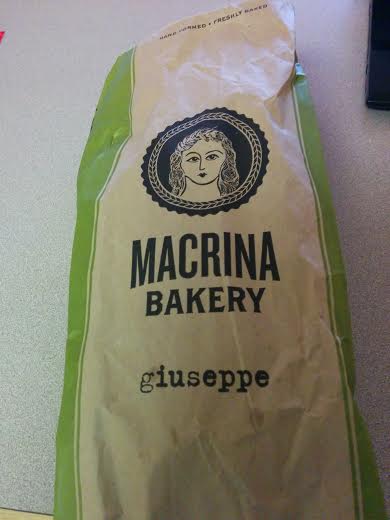 HAND FORMED • FRESHLY BAKED
MACRINA
BAKERY
giuseppe